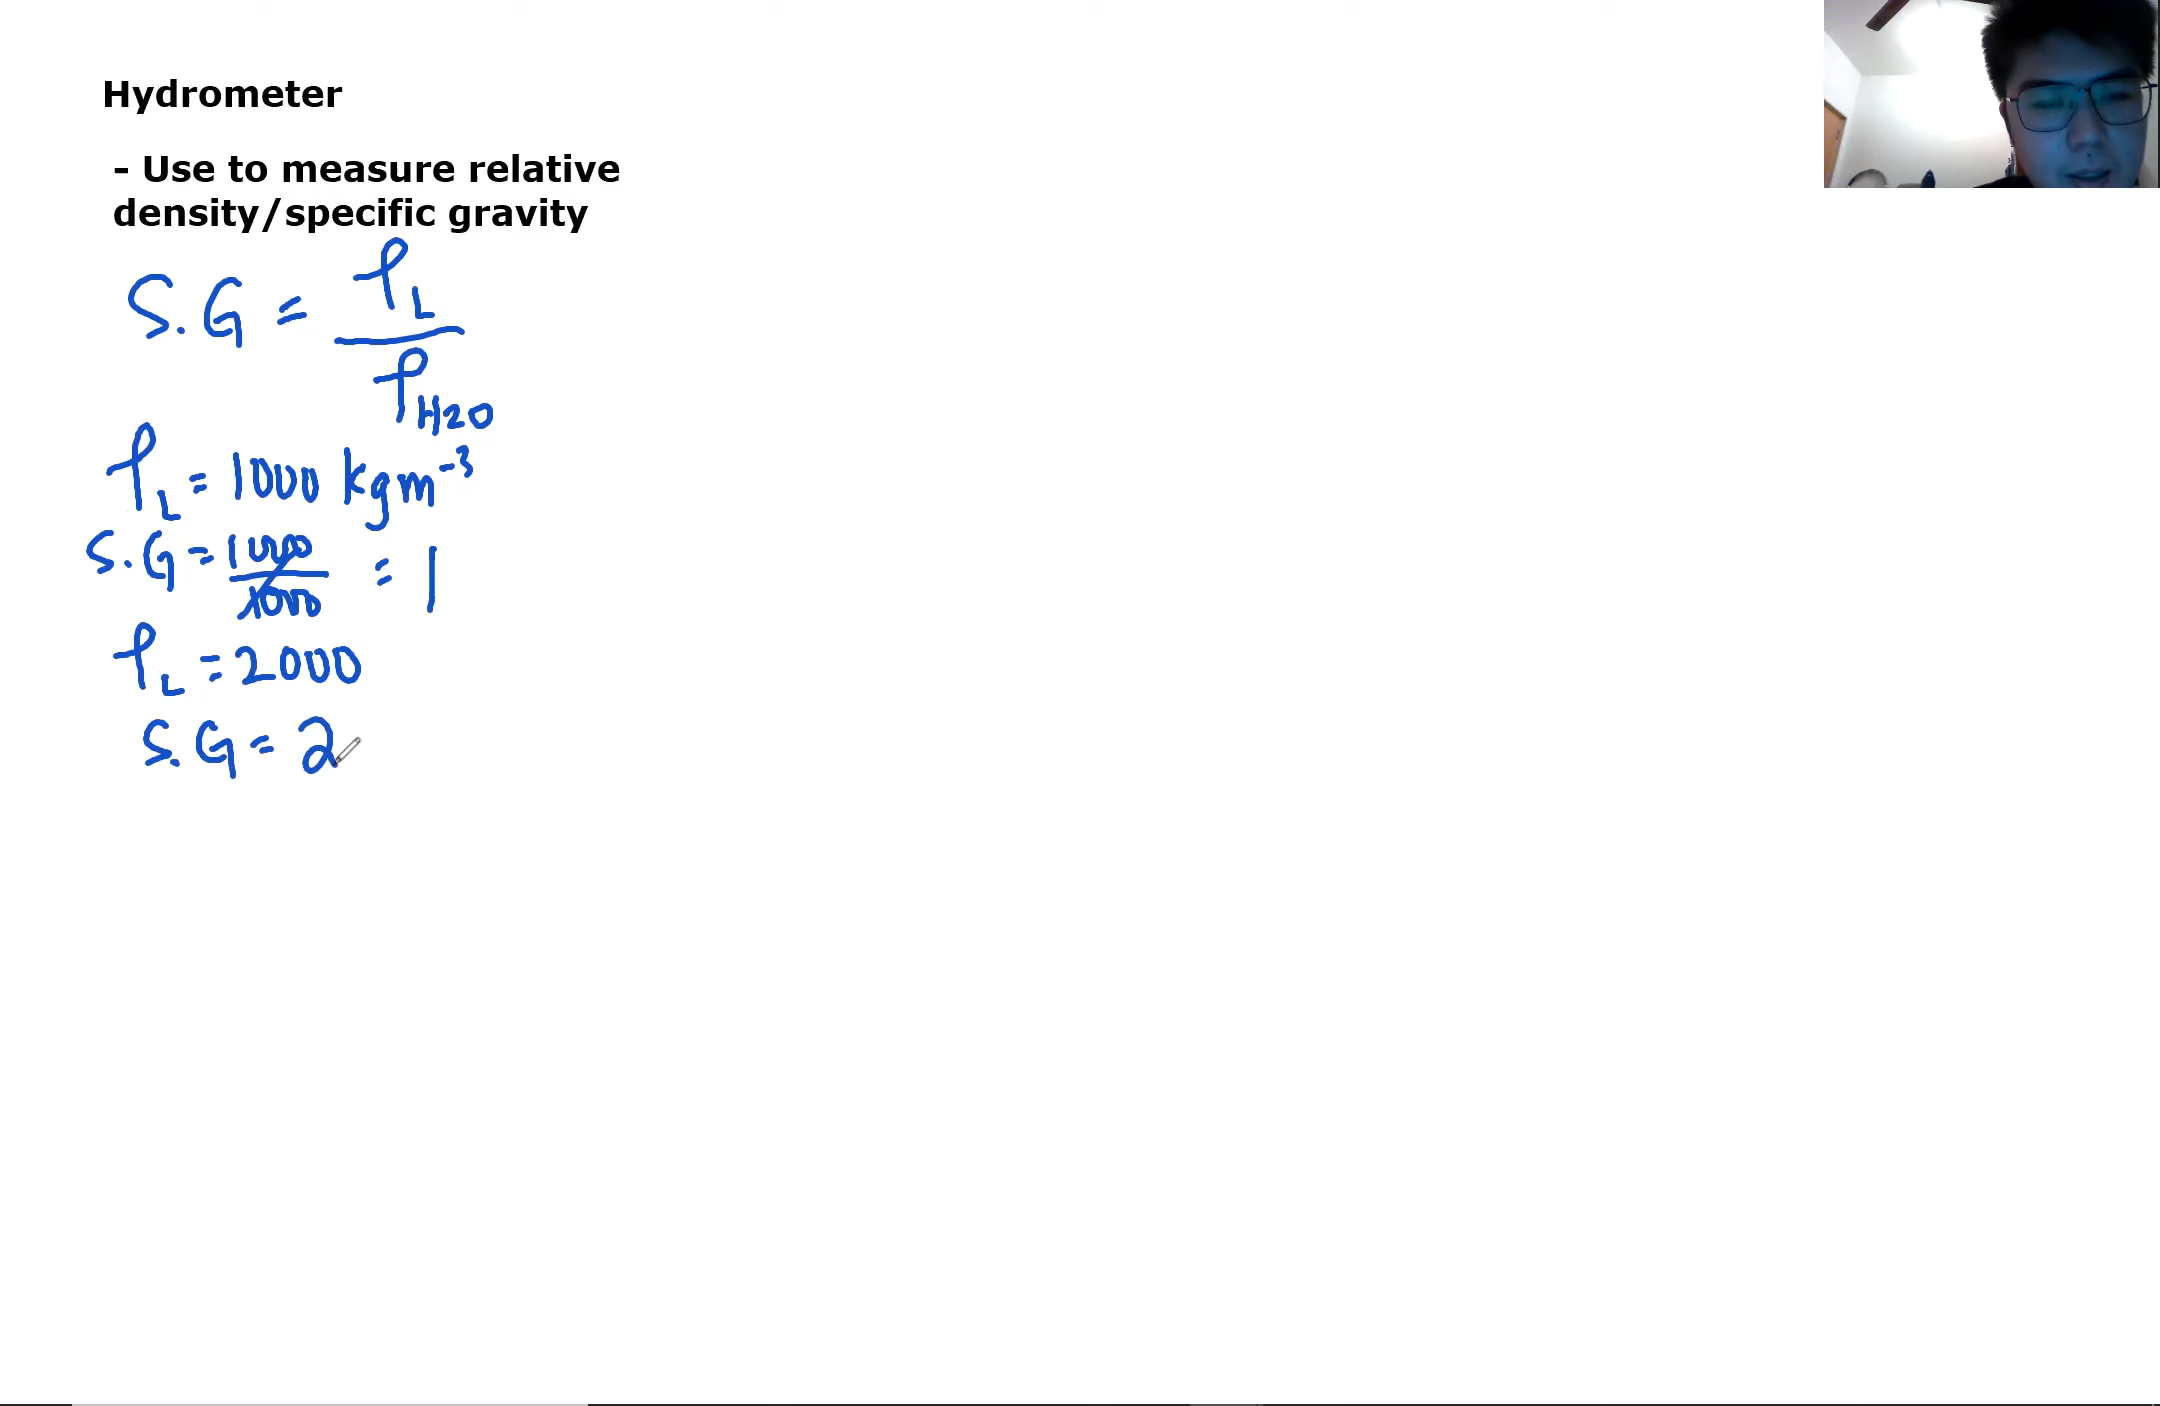 Hydrometer
- Use to measure relative
density/specific gravity
S.G = ρL / ρH2O
ρL = 1000 kgm⁻³
S.G = 1000/1000 = 1
ρL = 2000
S.G = 2